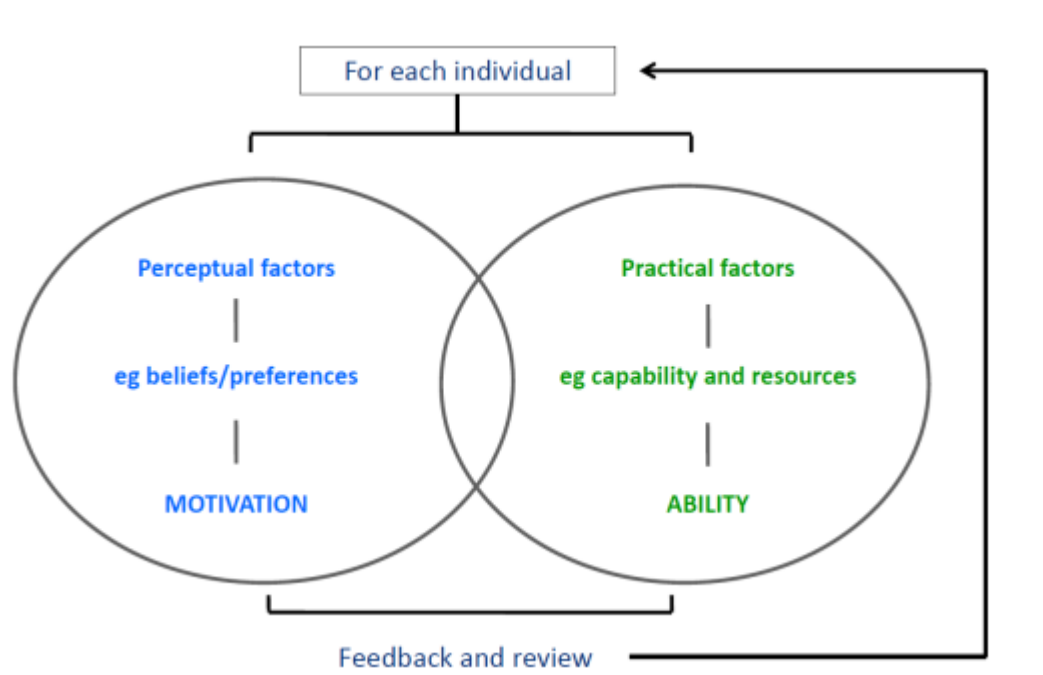 For each individual
Perceptual factors
Practical factors
eg beliefs/preferences
eg capability and resources
MOTIVATION
ABILITY
Feedback and review